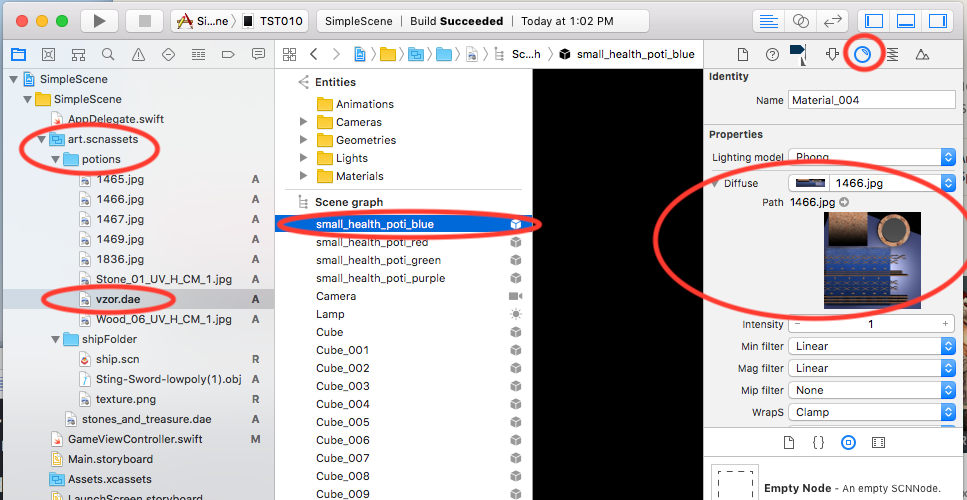 Si...ne
TST010
SimpleScene
Build Succeeded
Today at 1:02 PM
Sc...h
small_health_poti_blue
SimpleScene
SimpleScene
AppDelegate.swift
art.scnassets
potions
1465.jpg A
1466.jpg A
1467.jpg A
1469.jpg A
1836.jpg A
Stone_01_UV_H_CM_1.jpg A
vzor.dae A
Wood_06_UV_H_CM_1.jpg A
shipFolder
ship.scn R
Sting-Sword-lowpoly(1).obj A
texture.png R
stones_and_treasure.dae A
GameViewController.swift M
Main.storyboard
Assets.xcassets
LaunchScreen.storyboard
Entities
Animations
Cameras
Geometries
Lights
Materials
Scene graph
small_health_poti_blue
small_health_poti_red
small_health_poti_green
small_health_poti_purple
Camera
Lamp
Cube
Cube_001
Cube_002
Cube_003
Cube_004
Cube_005
Cube_006
Cube_007
Cube_008
Cube_009
Identity
Name Material_004
Properties
Lighting model Phong
Diffuse 1466.jpg
Path 1466.jpg
Intensity − 1 +
Min filter Linear
Mag filter Linear
Mip filter None
WrapS Clamp
{ }
Empty Node - An empty SCNNode.